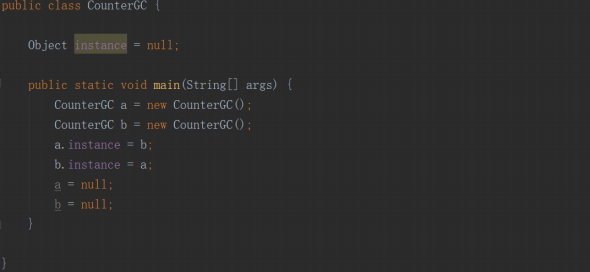 public class CounterGC {
Object instance = null;
public static void main(String[] args) {
CounterGC a = new CounterGC();
CounterGC b = new CounterGC();
a.instance = b;
b.instance = a;
a = null;
b = null;
}
}